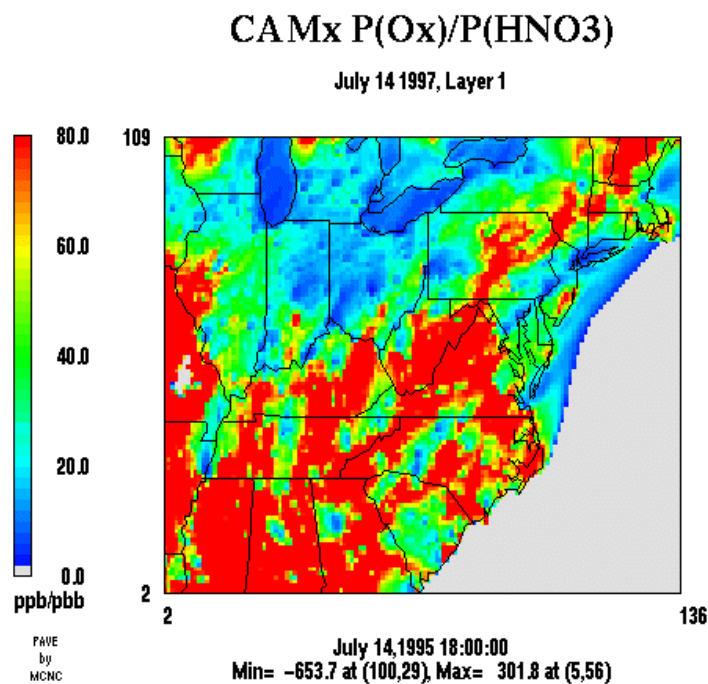 CAMx P(Ox)/P(HNO3)
July 14 1997, Layer 1
80.0
60.0
40.0
20.0
0.0
ppb/pbb
109
2
2
136
PAVE
by
MCNC
July 14,1995 18:00:00
Min= -653.7 at (100,29), Max= 301.8 at (5,56)